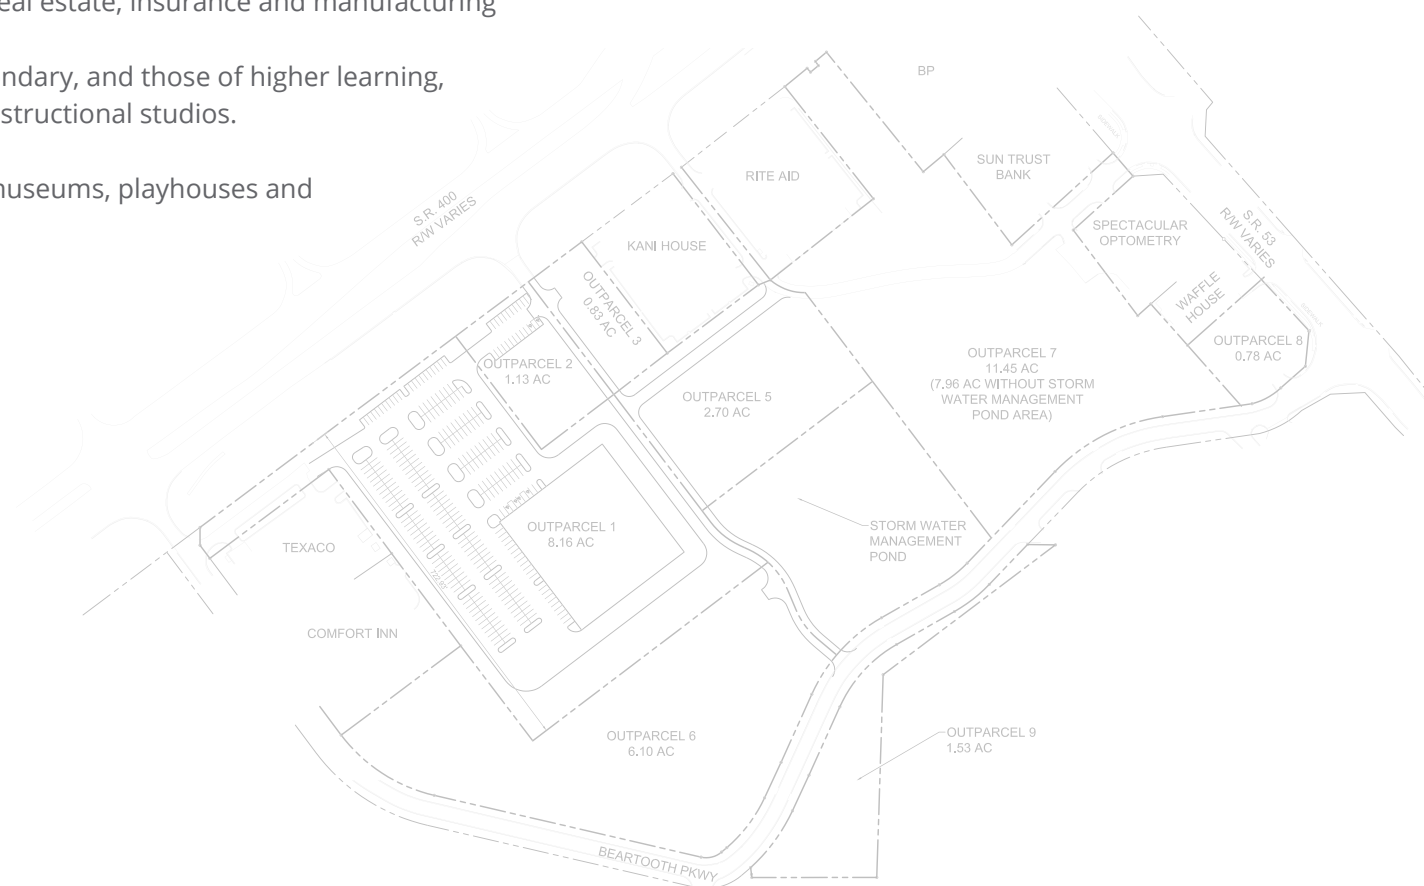 real estate, insurance and manufacturing
ndary, and those of higher learning,
structional studios.
museums, playhouses and
BP
SUN TRUST
BANK
RITE AID
S.R. 400
R/W VARIES
SPECTACULAR
OPTOMETRY
S.R. 53
R/W VARIES
KANI HOUSE
OUTPARCEL 3
0.83 AC
WAFFLE
HOUSE
OUTPARCEL 8
0.78 AC
OUTPARCEL 2
1.13 AC
OUTPARCEL 7
11.45 AC
(7.96 AC WITHOUT STORM
WATER MANAGEMENT
POND AREA)
OUTPARCEL 5
2.70 AC
OUTPARCEL 1
8.16 AC
STORM WATER
MANAGEMENT
POND
TEXACO
COMFORT INN
OUTPARCEL 6
6.10 AC
OUTPARCEL 9
1.53 AC
BEARTOOTH PKWY